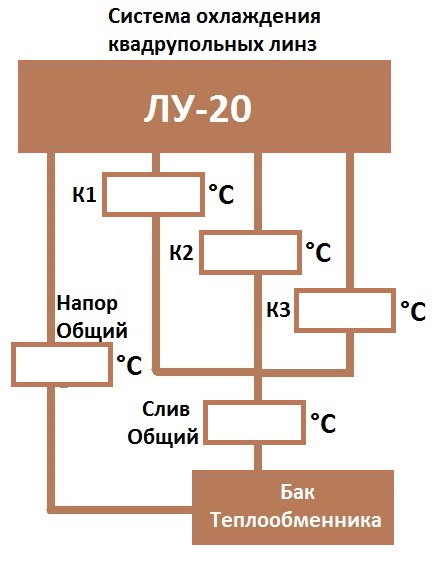 Система охлаждения
квадрупольных линз
ЛУ-20
К1
°C
К2
°C
К3
°C
Напор
Общий
°C
Слив
Общий
°C
Бак
Теплообменника